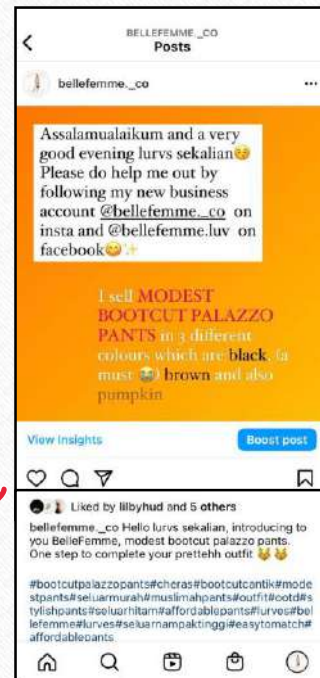 BELLEFEMME._CO
Posts
bellefemme._co
Assalamualaikum and a very
good evening lurvs sekalian😚
Please do help me out by
following my new business
account @bellefemme._co on
insta and @bellefemme.luv on
facebook😋✨
I sell MODEST
BOOTCUT PALAZZO
PANTS in 3 different
colours which are black, (a
must 😭) brown and also
pumpkin
View Insights
Boost post
Liked by lilbyhud and 5 others
bellefemme._co Hello lurvs sekalian, introducing to
you BelleFemme, modest bootcut palazzo pants.
One step to complete your prettehh outfit 😽 😽
#bootcutpalazzopants#cheras#bootcutcantik#mode
stpants#seluarmurah#muslimahpants#outfit#ootd#s
tylishpants#seluarhitam#affordablepants#lurves#bel
lefemme#lurves#seluarnampaktinggi#easytomatch#
affordablepants